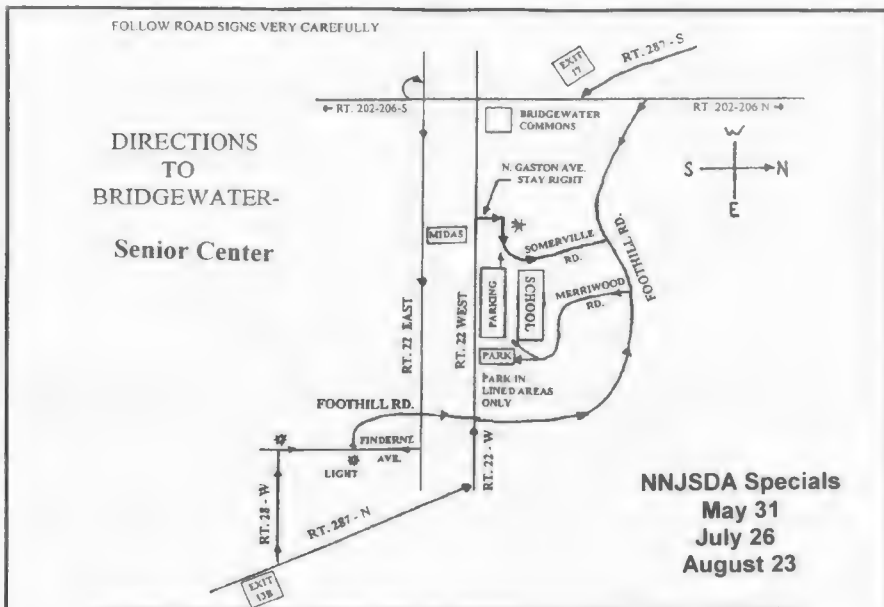 FOLLOW ROAD SIGNS VERY CAREFULLY
EXIT
17
RT. 287 - S
← RT. 202-206-S
RT. 202-206 N →
BRIDGEWATER
COMMONS
DIRECTIONS
TO
BRIDGEWATER-
Senior Center
N. GASTON AVE.
STAY RIGHT
W
S
N
E
MIDAS
SOMERVILLE
RD.
FOOTHILL RD.
PARKING
SCHOOL
MERRIWOOD
RD.
RT. 22 EAST
RT. 22 WEST
PARK
PARK IN
LINED AREAS
ONLY
FOOTHILL RD.
FINDERNE
AVE.
LIGHT
RT. 22 - W
RT. 28 - W
RT. 287 - N
EXIT
13B
NNJSDA Specials
May 31
July 26
August 23